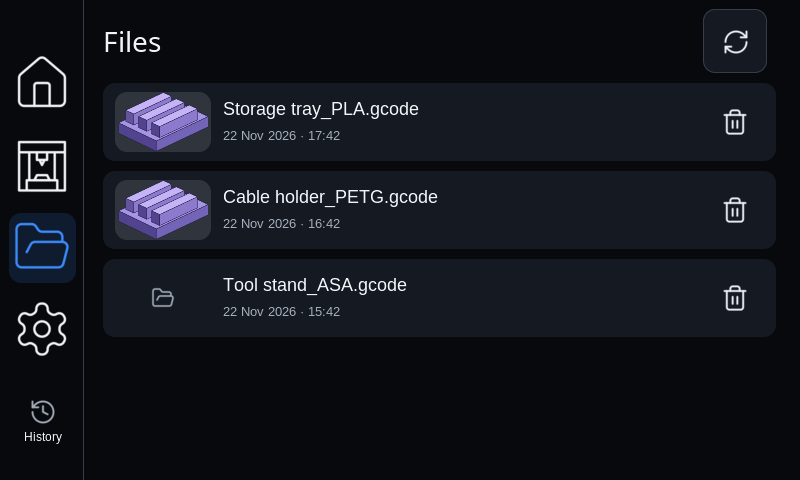 Files
Storage tray_PLA.gcode
22 Nov 2026 · 17:42
Cable holder_PETG.gcode
22 Nov 2026 · 16:42
Tool stand_ASA.gcode
22 Nov 2026 · 15:42
History